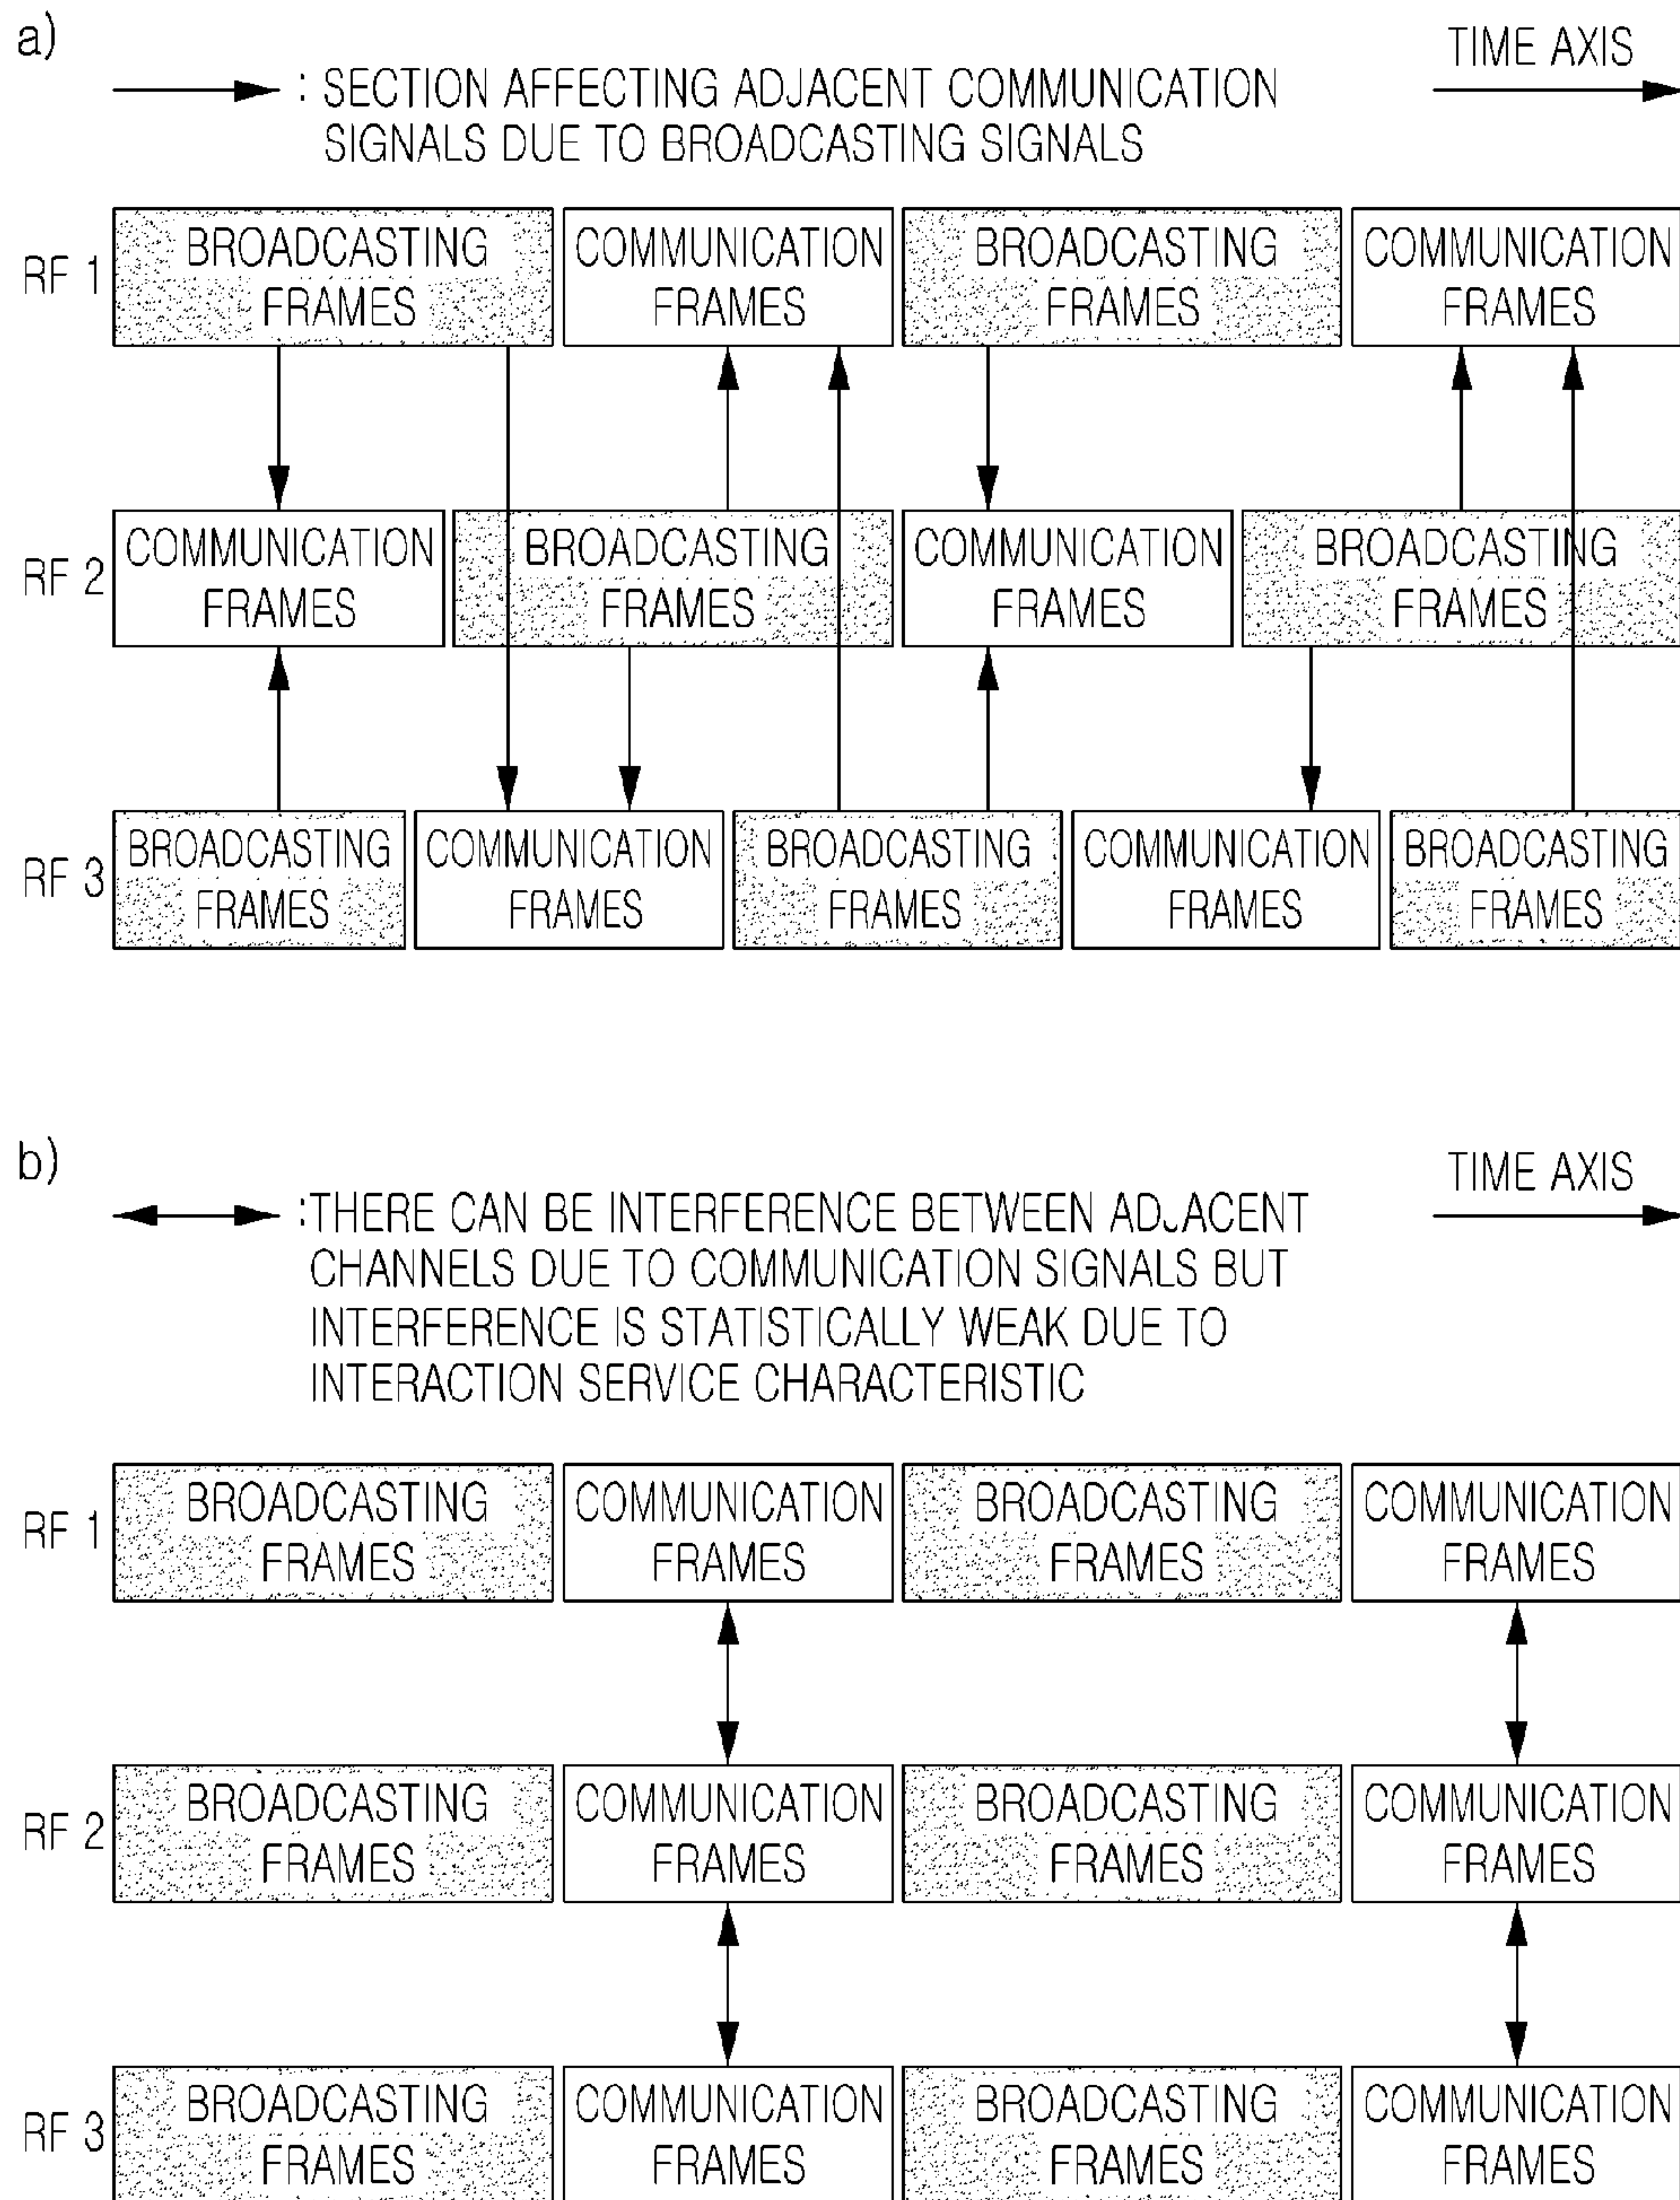 a)
TIME AXIS
: SECTION AFFECTING ADJACENT COMMUNICATION
SIGNALS DUE TO BROADCASTING SIGNALS
RF 1
BROADCASTING
FRAMES
COMMUNICATION
FRAMES
BROADCASTING
FRAMES
COMMUNICATION
FRAMES
RF 2
COMMUNICATION
FRAMES
BROADCASTING
FRAMES
COMMUNICATION
FRAMES
BROADCASTING
FRAMES
RF 3
BROADCASTING
FRAMES
COMMUNICATION
FRAMES
BROADCASTING
FRAMES
COMMUNICATION
FRAMES
BROADCASTING
FRAMES
b)
TIME AXIS
:THERE CAN BE INTERFERENCE BETWEEN ADJACENT
CHANNELS DUE TO COMMUNICATION SIGNALS BUT
INTERFERENCE IS STATISTICALLY WEAK DUE TO
INTERACTION SERVICE CHARACTERISTIC
RF 1
BROADCASTING
FRAMES
COMMUNICATION
FRAMES
BROADCASTING
FRAMES
COMMUNICATION
FRAMES
RF 2
BROADCASTING
FRAMES
COMMUNICATION
FRAMES
BROADCASTING
FRAMES
COMMUNICATION
FRAMES
RF 3
BROADCASTING
FRAMES
COMMUNICATION
FRAMES
BROADCASTING
FRAMES
COMMUNICATION
FRAMES